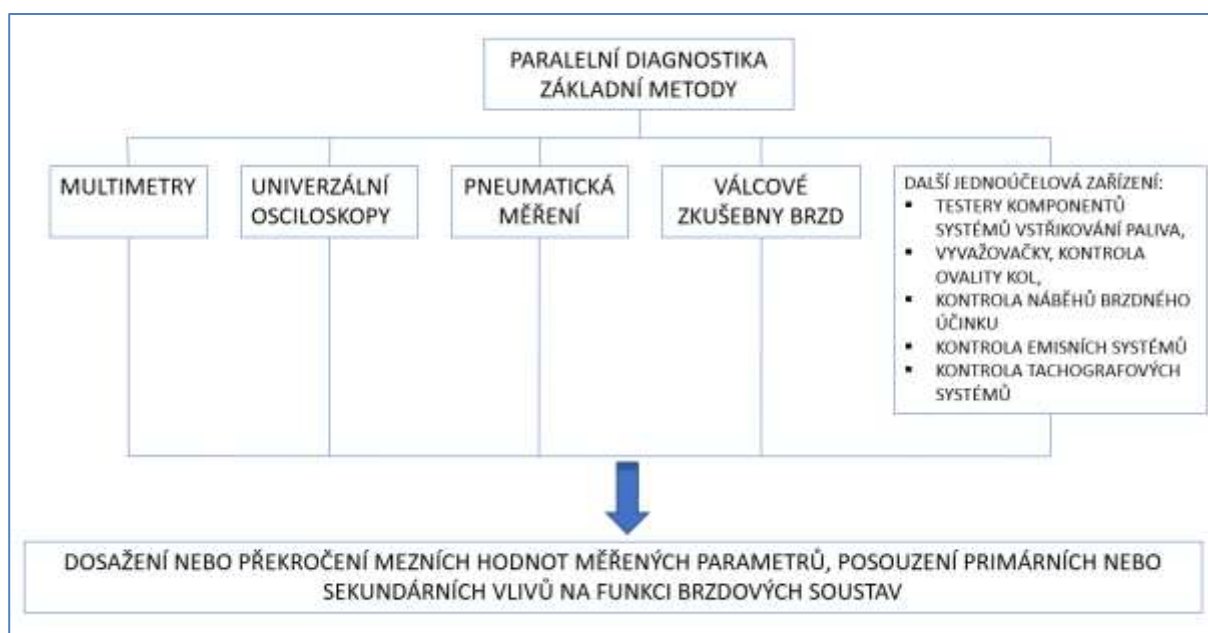 PARALELNÍ DIAGNOSTIKA
ZÁKLADNÍ METODY
MULTIMETRY
UNIVERZÁLNÍ
OSCILOSKOPY
PNEUMATICKÁ
MĚŘENÍ
VÁLCOVÉ
ZKUŠEBNY BRZD
DALŠÍ JEDNOÚČELOVÁ ZAŘÍZENÍ:
▪ TESTERY KOMPONENTŮ
SYSTÉMŮ VSTŘIKOVÁNÍ PALIVA,
▪ VYVAŽOVAČKY, KONTROLA
OVALITY KOL,
▪ KONTROLA NÁBĚHŮ BRZDNÉHO
ÚČINKU
▪ KONTROLA EMISNÍCH SYSTÉMŮ
▪ KONTROLA TACHOGRAFOVÝCH
SYSTÉMŮ
DOSAŽENÍ NEBO PŘEKROČENÍ MEZNÍCH HODNOT MĚŘENÝCH PARAMETRŮ, POSOUZENÍ PRIMÁRNÍCH NEBO
SEKUNDÁRNÍCH VLIVŮ NA FUNKCI BRZDOVÝCH SOUSTAV